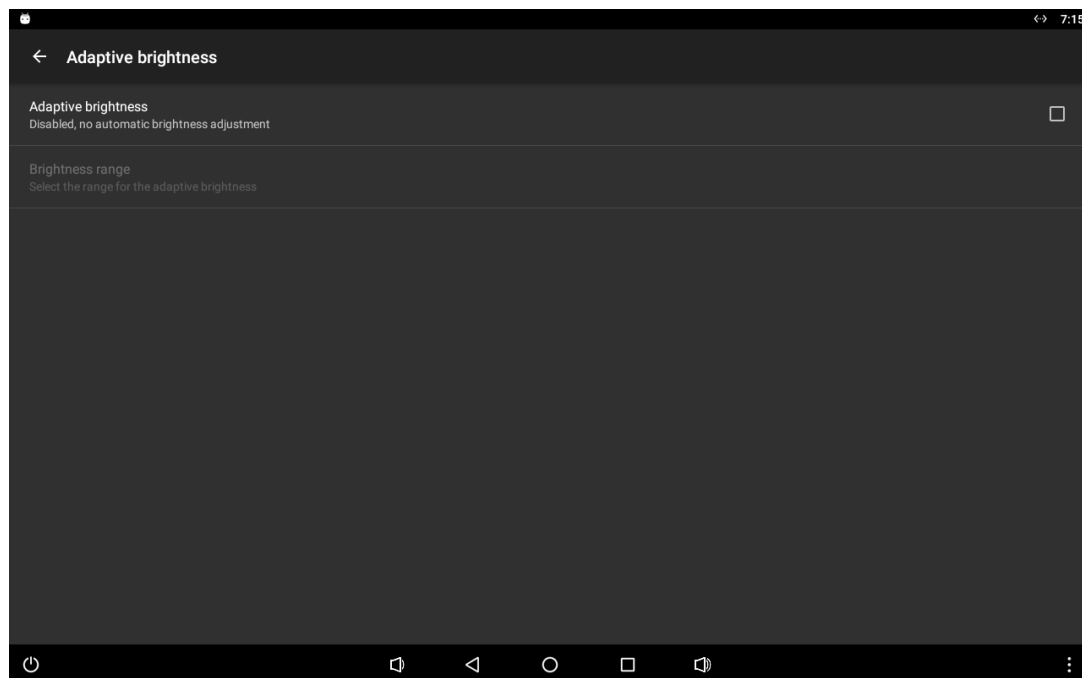 7:15
Adaptive brightness
Adaptive brightness
Disabled, no automatic brightness adjustment
Brightness range
Select the range for the adaptive brightness